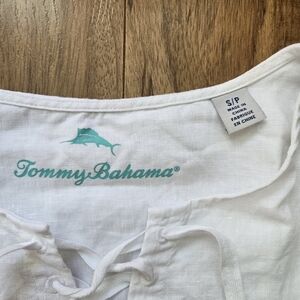 Tommy Bahama®
S/P
MADE IN
CHINA
FABRIQUE
EN CHINE